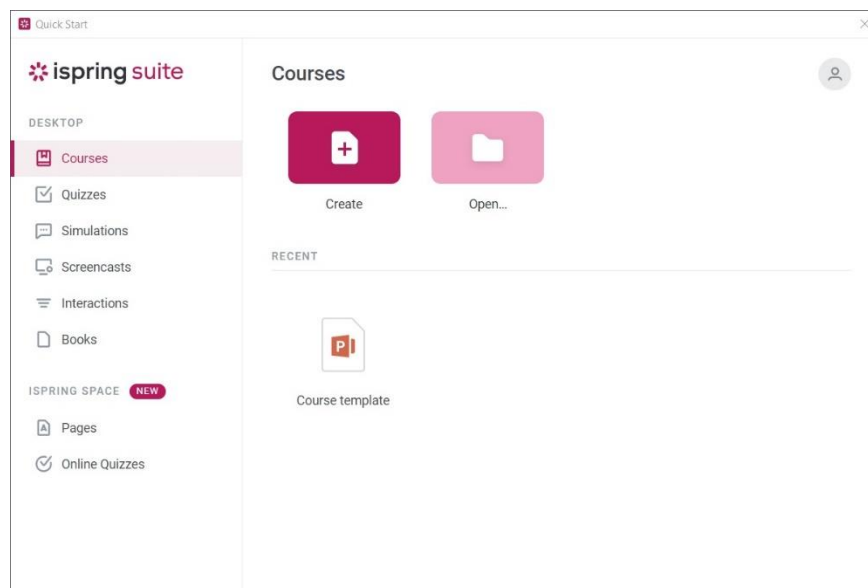 Quick Start
ispring suite
DESKTOP
Courses
Quizzes
Simulations
Screencasts
Interactions
Books
ISPRING SPACE NEW
Pages
Online Quizzes
Courses
Create Open...
RECENT
P
Course template